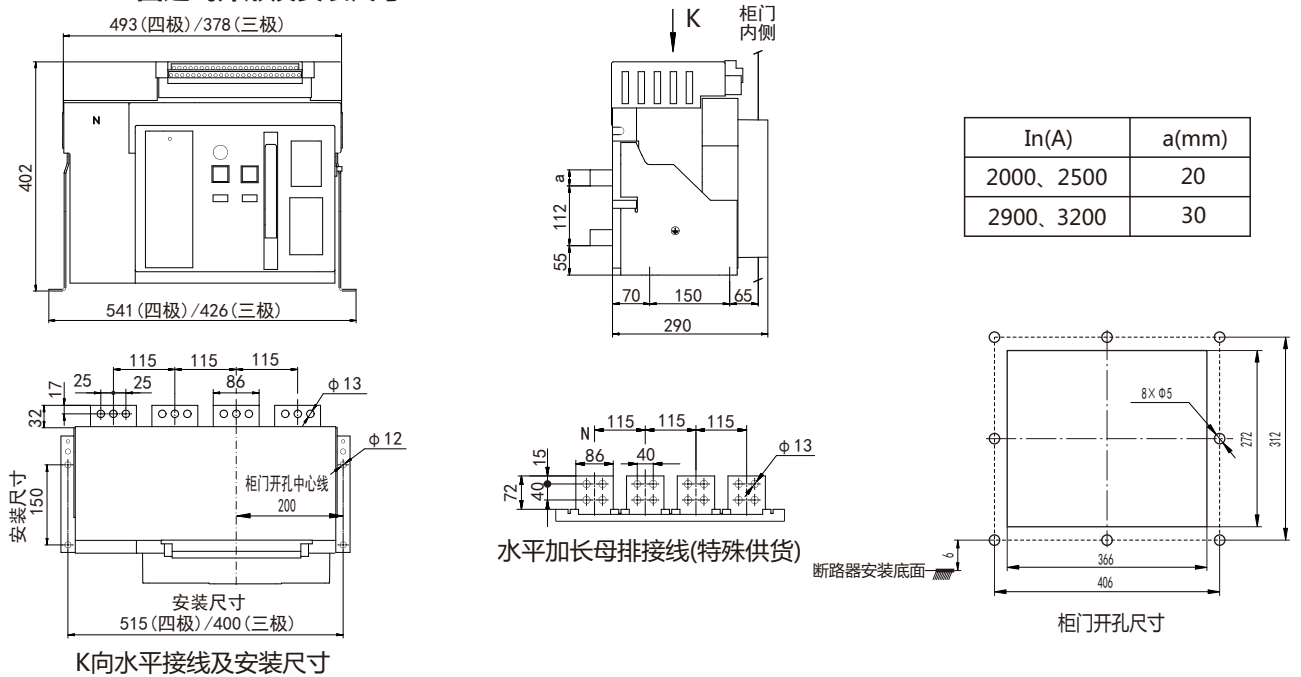 493(四极)/378(三极)
N
402
541(四极)/426(三极)
K
柜门
内侧
a
112
55
70
150
65
290
In(A)
a(mm)
2000、2500
20
2900、3200
30
115
115
115
25
25
86
φ13
17
32
φ12
柜门开孔中心线
200
安装尺寸
150
安装尺寸
515(四极)/400(三极)
K向水平接线及安装尺寸
N
115
115
115
86
40
φ13
15
40
72
水平加长母排接线(特殊供货)
8×Φ5
272
312
6
断路器安装底面
366
406
柜门开孔尺寸